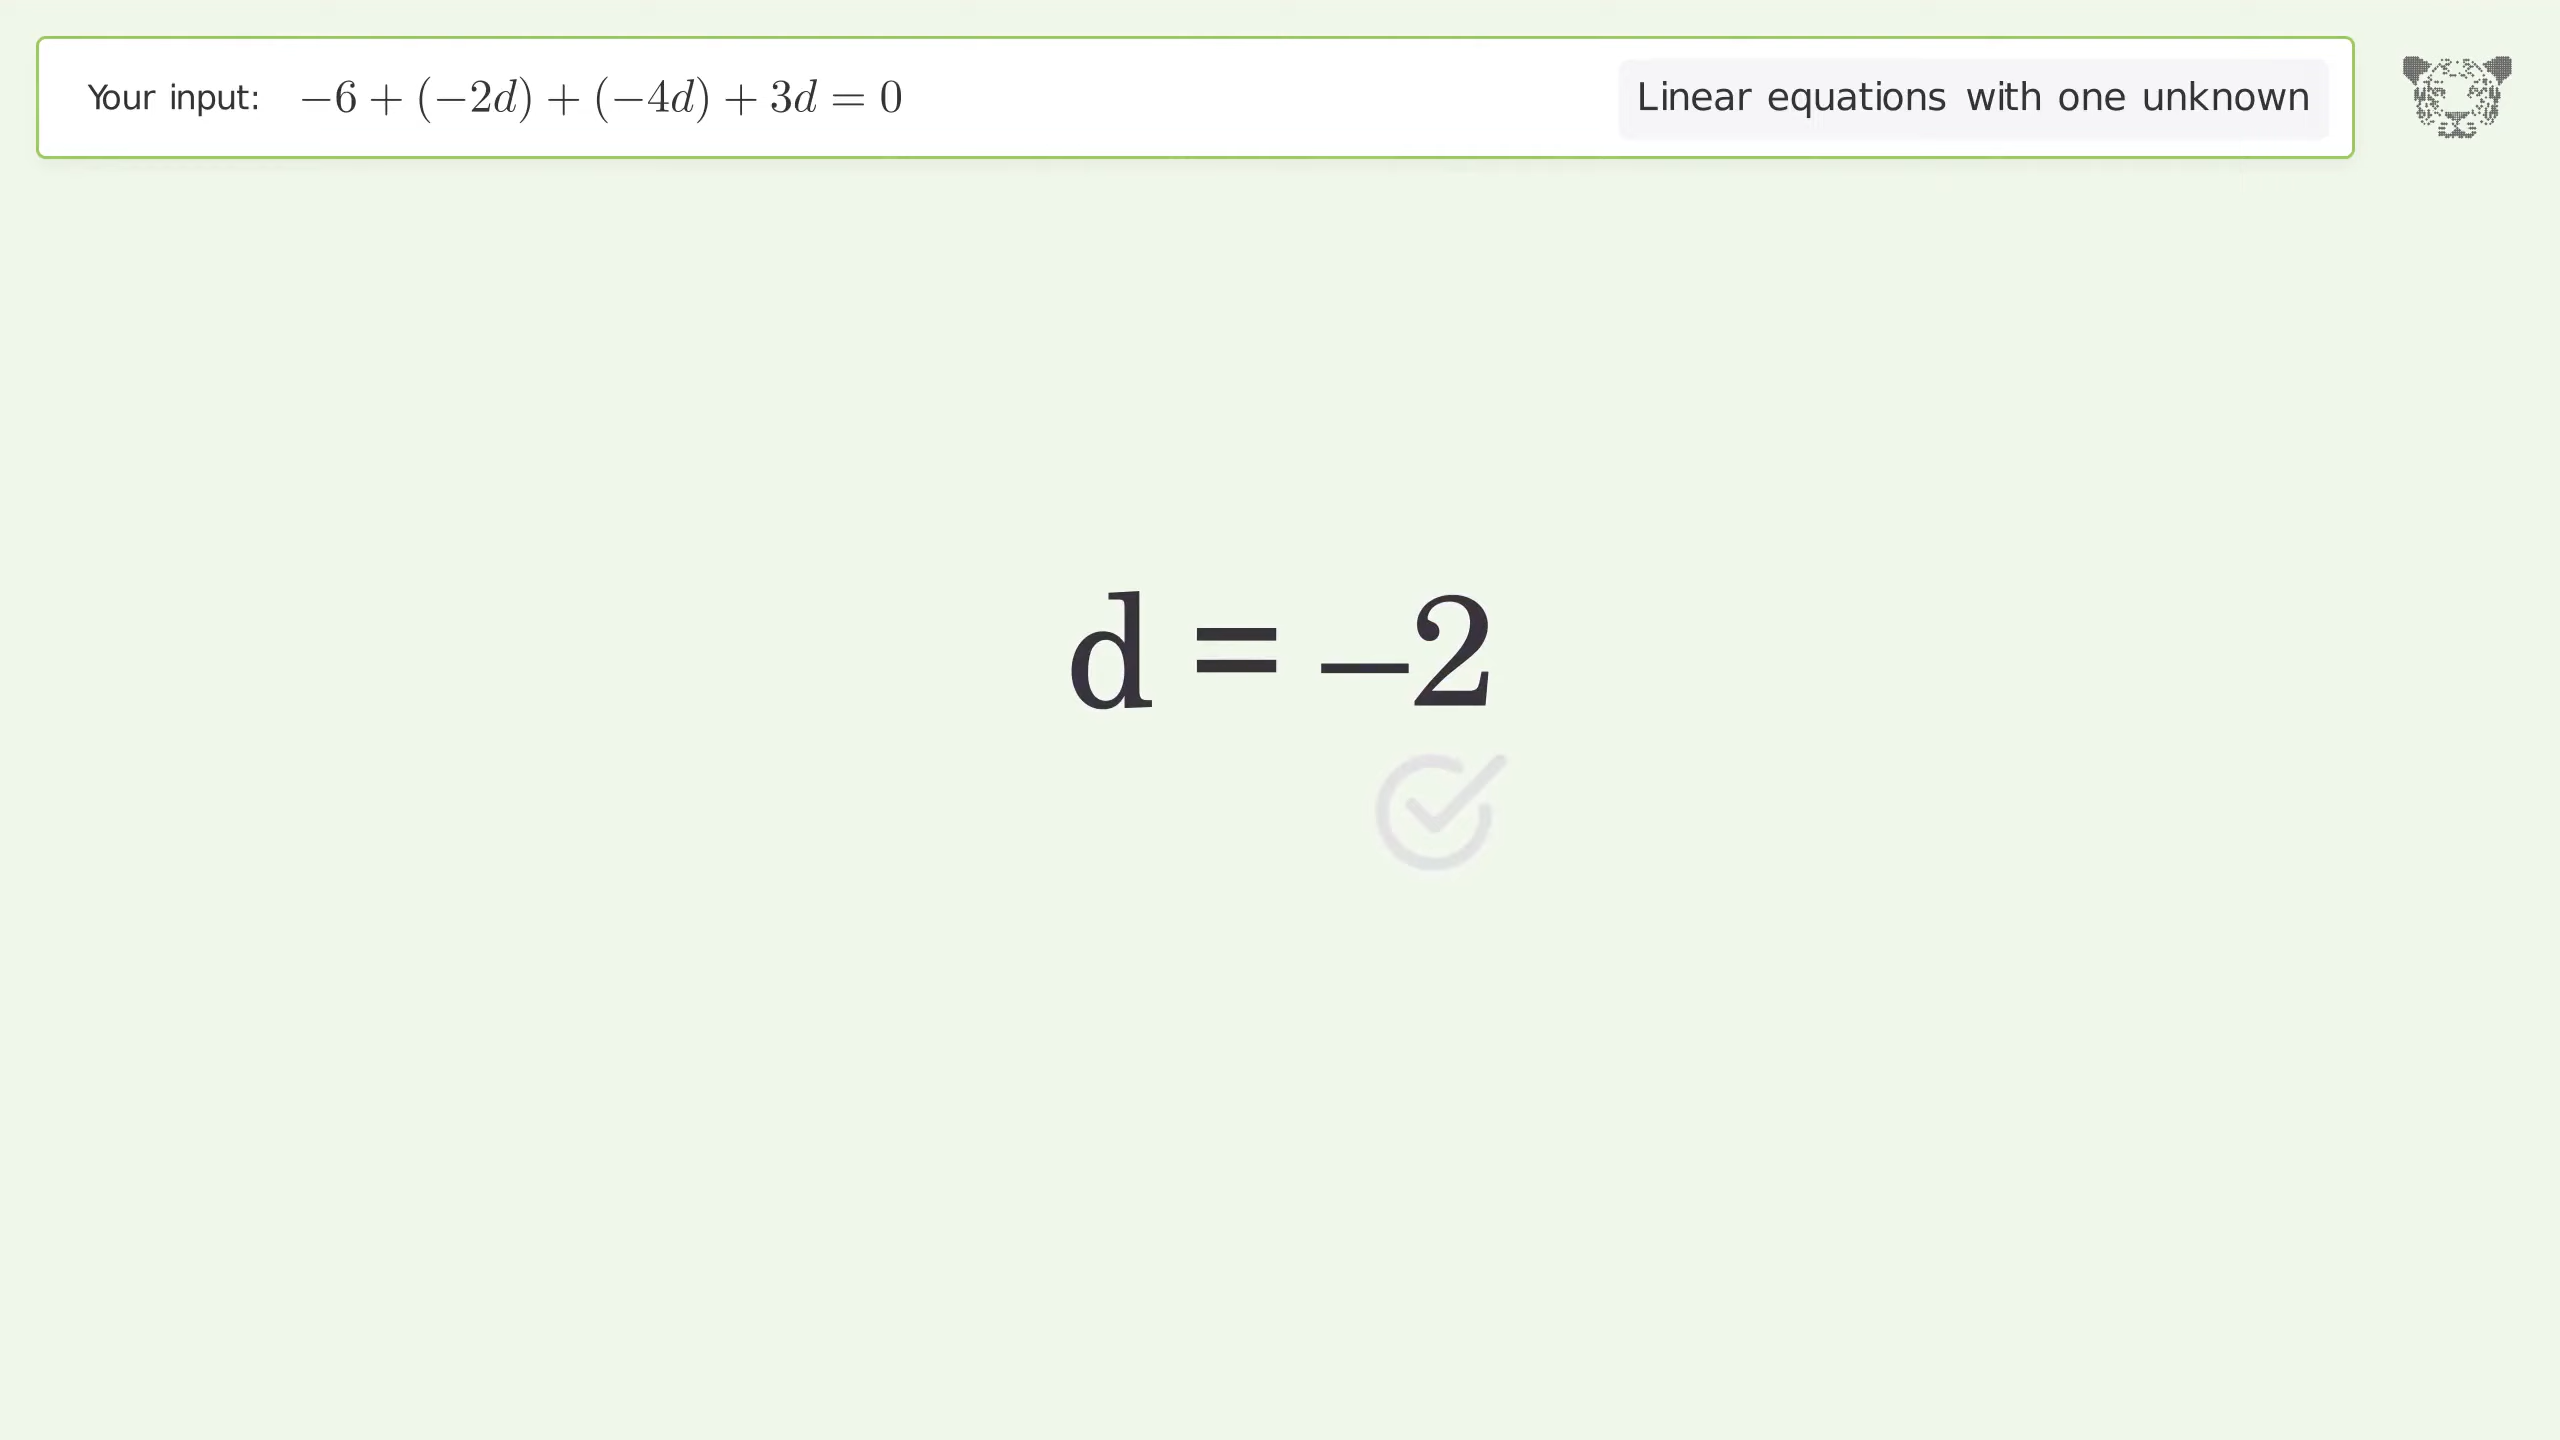 Your input: −6 + (−2d) + (−4d) + 3d = 0
Linear equations with one unknown
d = −2